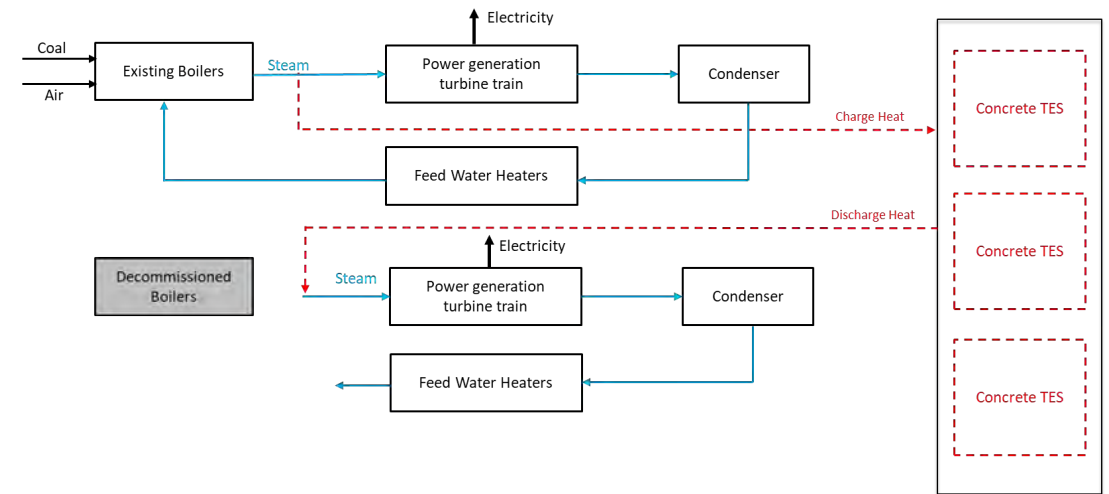 Electricity
Coal
Air
Existing Boilers
Steam
Power generation
turbine train
Condenser
Charge Heat
Concrete TES
Feed Water Heaters
Discharge Heat
Electricity
Concrete TES
Decommissioned
Boilers
Steam
Power generation
turbine train
Condenser
Feed Water Heaters
Concrete TES